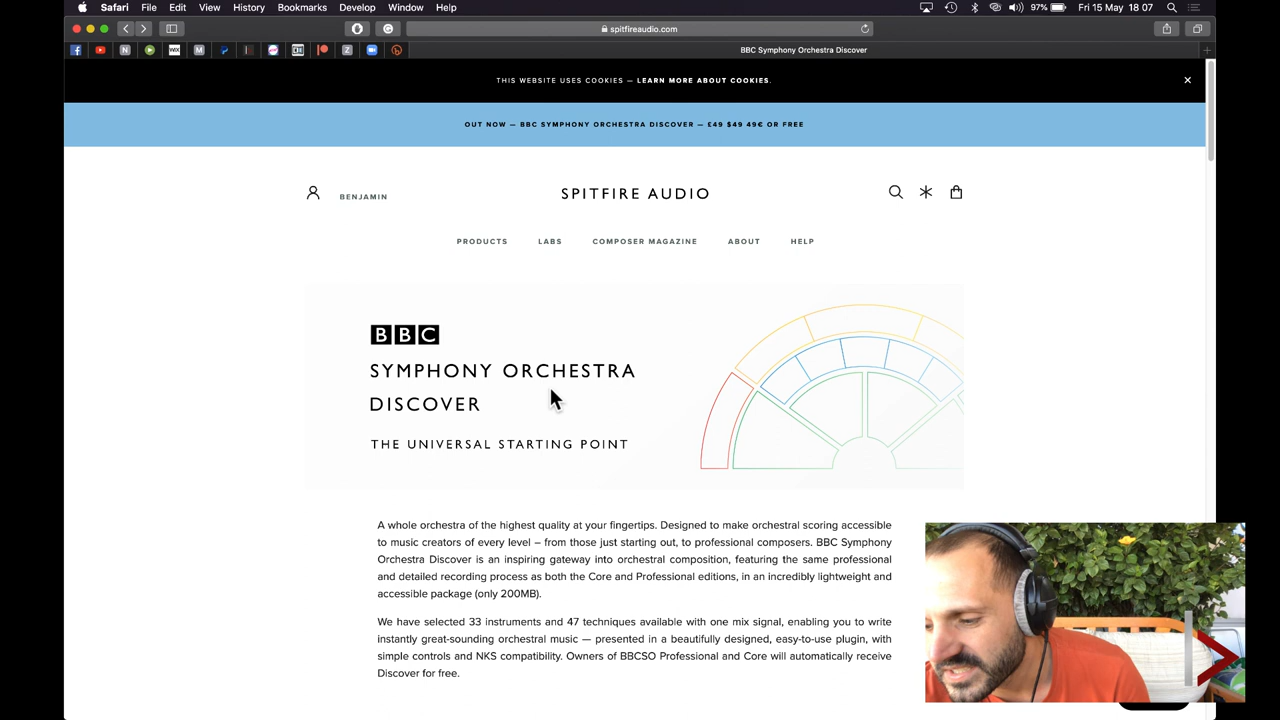 Safari File Edit View History Bookmarks Develop Window Help 97% Fri 15 May 18 07
spitfireaudio.com
WIX M Z
BBC Symphony Orchestra Discover
THIS WEBSITE USES COOKIES — LEARN MORE ABOUT COOKIES.
OUT NOW — BBC SYMPHONY ORCHESTRA DISCOVER — £49 $49 49€ OR FREE
BENJAMIN
SPITFIRE AUDIO
PRODUCTS LABS COMPOSER MAGAZINE ABOUT HELP
BBC
SYMPHONY ORCHESTRA
DISCOVER
THE UNIVERSAL STARTING POINT
A whole orchestra of the highest quality at your fingertips. Designed to make orchestral scoring accessible
to music creators of every level – from those just starting out, to professional composers. BBC Symphony
Orchestra Discover is an inspiring gateway into orchestral composition, featuring the same professional
and detailed recording process as both the Core and Professional editions, in an incredibly lightweight and
accessible package (only 200MB).
We have selected 33 instruments and 47 techniques available with one mix signal, enabling you to write
instantly great-sounding orchestral music — presented in a beautifully designed, easy-to-use plugin, with
simple controls and NKS compatibility. Owners of BBCSO Professional and Core will automatically receive
Discover for free.